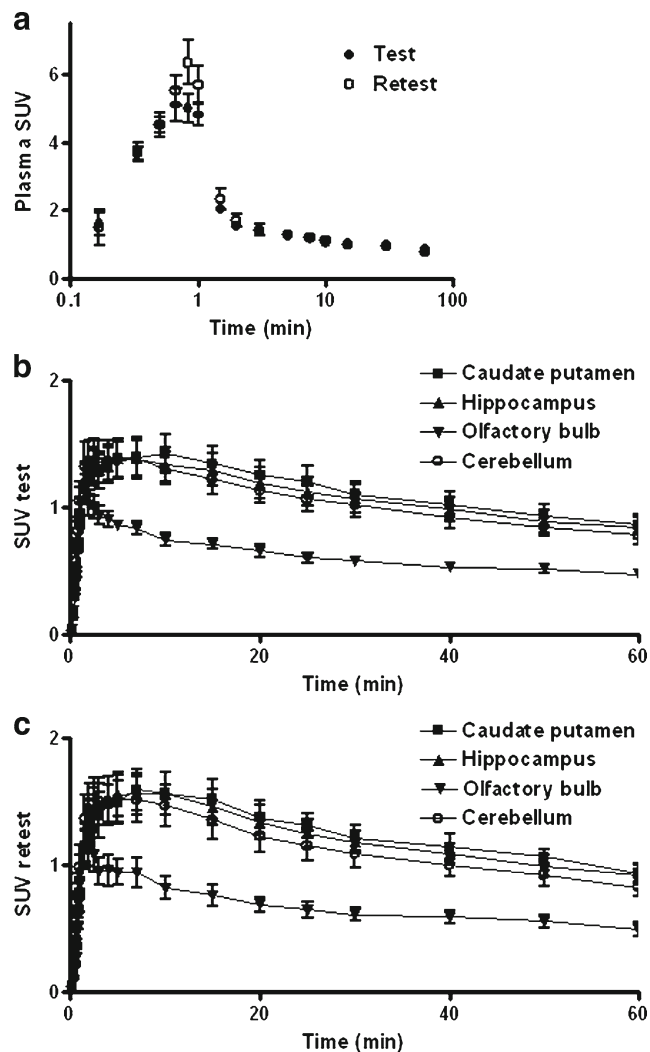 a
Test
Retest
Plasma SUV
6
4
2
0
0.1
1
10
100
Time (min)
b
Caudate putamen
Hippocampus
Olfactory bulb
Cerebellum
SUV test
2
1
0
0
20
40
60
Time (min)
c
Caudate putamen
Hippocampus
Olfactory bulb
Cerebellum
SUV retest
2
1
0
0
20
40
60
Time (min)